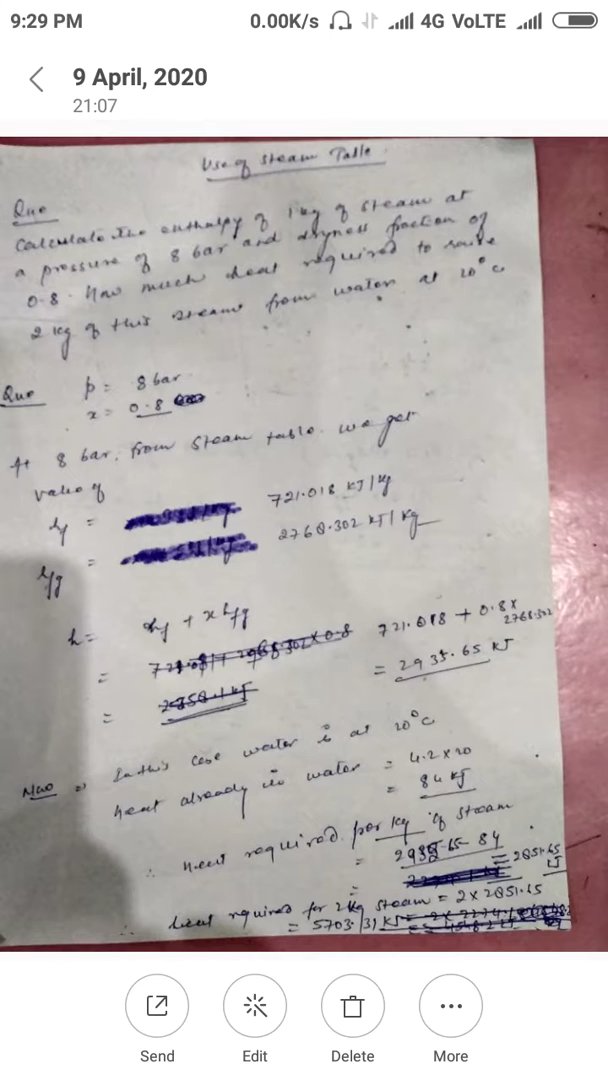 9:29 PM 0.00K/s 4G VoLTE
9 April, 2020
21:07
Use of Steam Table
Que
Calculate the enthalpy of 1 kg of steam at
a pressure of 8 bar and dryness fraction of
0.8. How much heat required to raise
2 kg of this steam from water at 20°C
Que p = 8 bar
x = 0.8
At 8 bar, from steam table we get
value of
hf = 721.018 KJ/kg
hfg = 2768.302 KJ/kg
h = hf + x hfg
= 721.018 + 0.8 x 2768.302
= = 2935.65 KJ
Now ⇒ In this case water is at 20°C
heat already in water = 4.2 x 20
= 84 KJ
∴ Heat required per kg of steam
= 2935.65 - 84
= = 2851.65 KJ
∴ heat required for 2 kg steam = 2 x 2851.65
= 5703.31 KJ
Send Edit Delete More